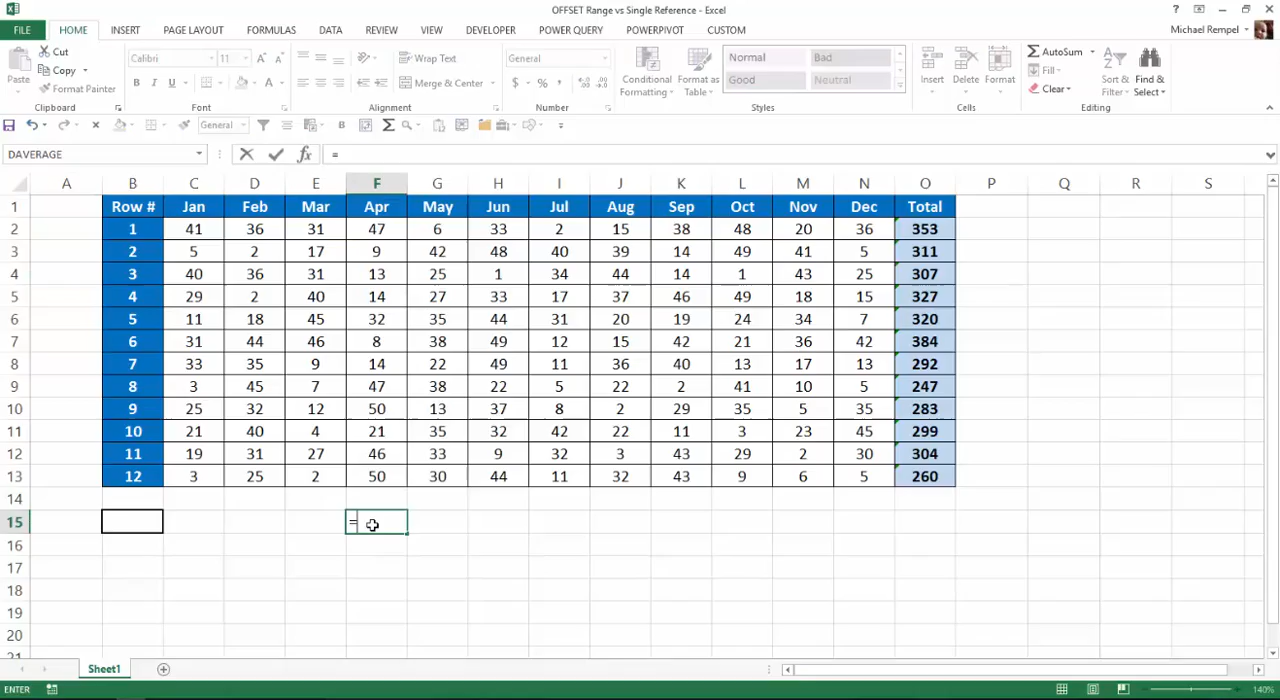 OFFSET Range vs Single Reference - Excel
FILE HOME INSERT PAGE LAYOUT FORMULAS DATA REVIEW VIEW DEVELOPER POWER QUERY POWERPIVOT CUSTOM Michael Rempel
Paste Cut Copy Format Painter Clipboard
Calibri 11 A A B I U A Font
Wrap Text Merge & Center Alignment
General $ % Number
Conditional Formatting Format as Table Normal Bad Good Neutral Styles
Insert Delete Format Cells
AutoSum Fill Clear Sort & Filter Find & Select Editing
General B
DAVERAGE fx =
A B C D E F G H I J K L M N O P Q R S
1 Row # Jan Feb Mar Apr May Jun Jul Aug Sep Oct Nov Dec Total
2 1 41 36 31 47 6 33 2 15 38 48 20 36 353
3 2 5 2 17 9 42 48 40 39 14 49 41 5 311
4 3 40 36 31 13 25 1 34 44 14 1 43 25 307
5 4 29 2 40 14 27 33 17 37 46 49 18 15 327
6 5 11 18 45 32 35 44 31 20 19 24 34 7 320
7 6 31 44 46 8 38 49 12 15 42 21 36 42 384
8 7 33 35 9 14 22 49 11 36 40 13 17 13 292
9 8 3 45 7 47 38 22 5 22 2 41 10 5 247
10 9 25 32 12 50 13 37 8 2 29 35 5 35 283
11 10 21 40 4 21 35 32 42 22 11 3 23 45 299
12 11 19 31 27 46 33 9 32 3 43 29 2 30 304
13 12 3 25 2 50 30 44 11 32 43 9 6 5 260
14
15 =
16
17
18
19
20
21
Sheet1
ENTER 140%